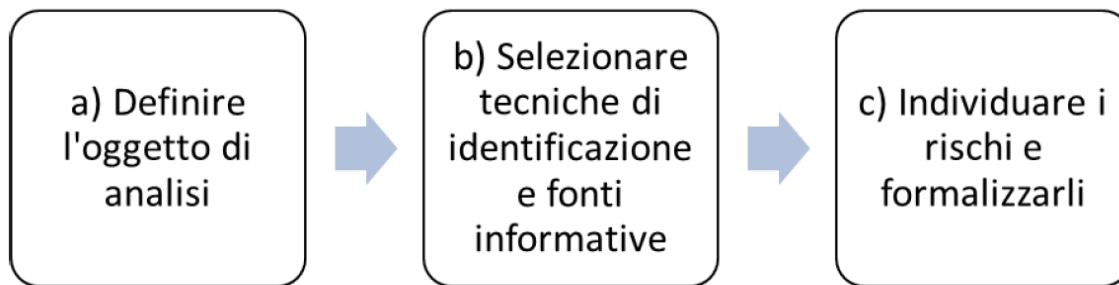 a) Definire
l'oggetto di
analisi
b) Selezionare
tecniche di
identificazione
e fonti
informative
c) Individuare i
rischi e
formalizzarli